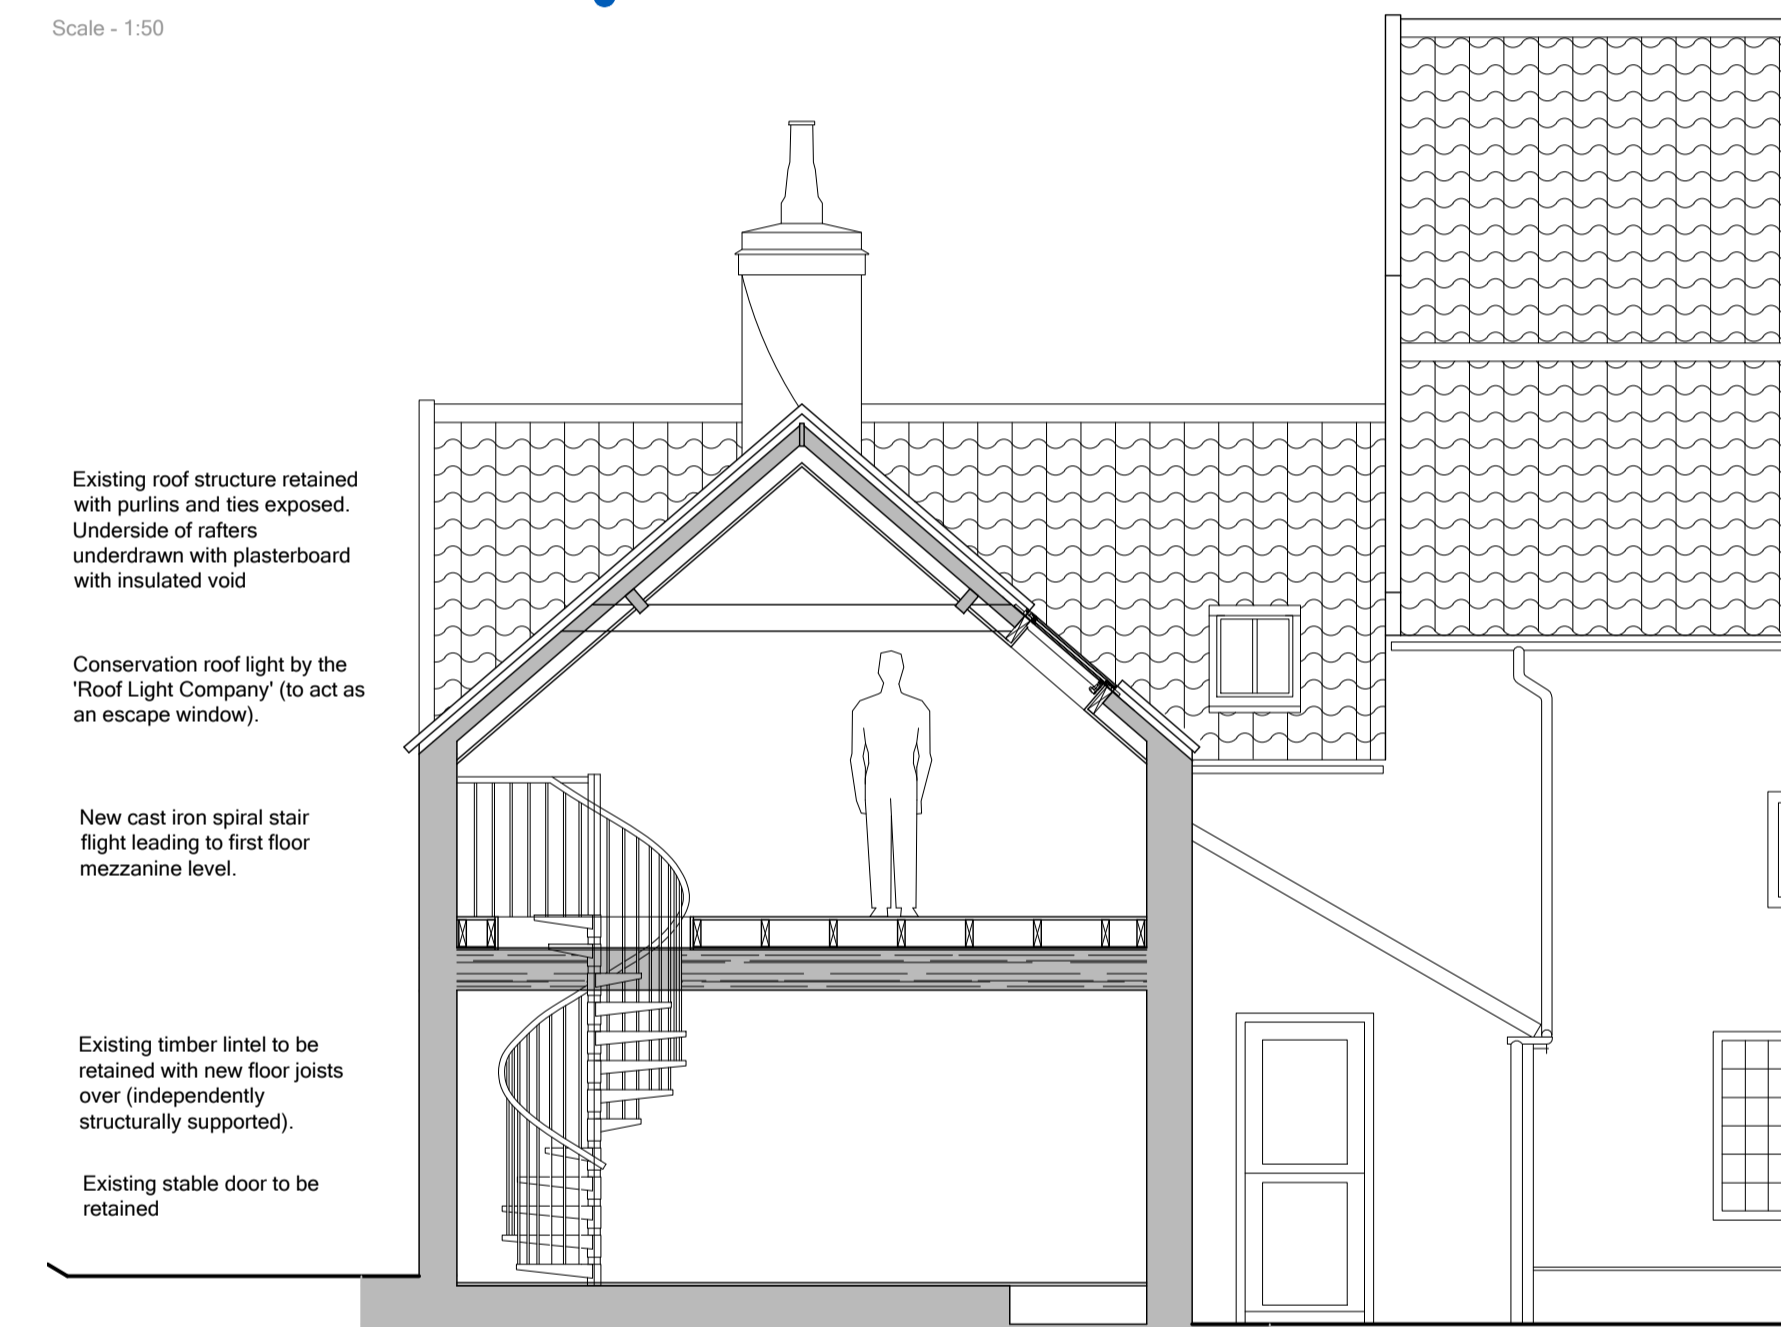 Scale - 1:50
Existing roof structure retained
with purlins and ties exposed.
Underside of rafters
underdrawn with plasterboard
with insulated void
Conservation roof light by the
'Roof Light Company' (to act as
an escape window).
New cast iron spiral stair
flight leading to first floor
mezzanine level.
Existing timber lintel to be
retained with new floor joists
over (independently
structurally supported).
Existing stable door to be
retained